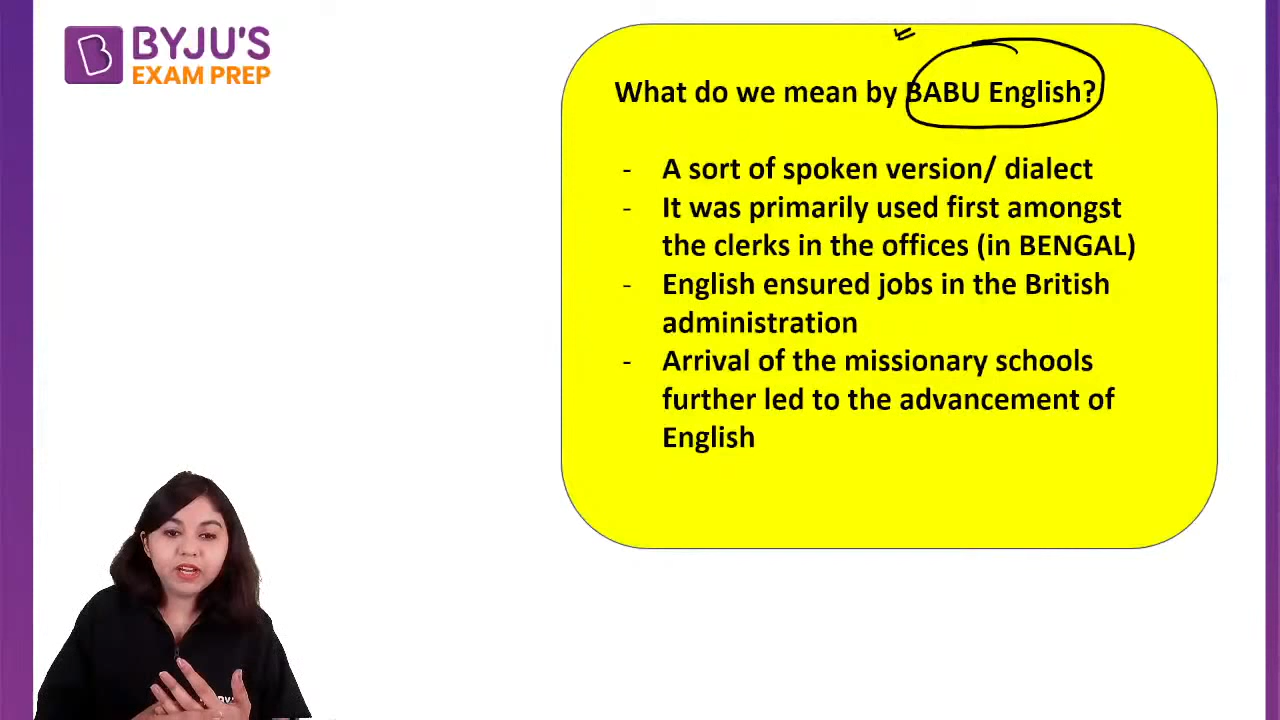 BYJU'S
EXAM PREP
What do we mean by BABU English?
- A sort of spoken version/ dialect
- It was primarily used first amongst
the clerks in the offices (in BENGAL)
- English ensured jobs in the British
administration
- Arrival of the missionary schools
further led to the advancement of
English